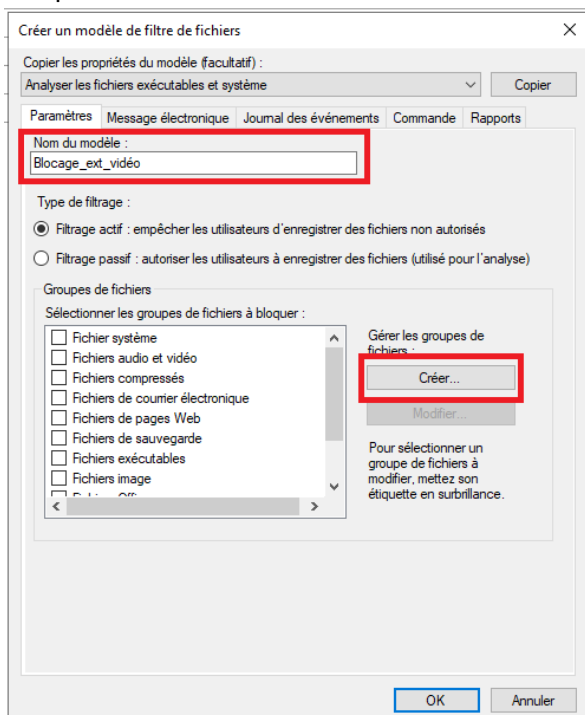 Créer un modèle de filtre de fichiers
Copier les propriétés du modèle (facultatif) :
Analyser les fichiers exécutables et système
Copier
Paramètres Message électronique Journal des événements Commande Rapports
Nom du modèle :
Blocage_ext_vidéo
Type de filtrage :
Filtrage actif : empêcher les utilisateurs d'enregistrer des fichiers non autorisés
Filtrage passif : autoriser les utilisateurs à enregistrer des fichiers (utilisé pour l'analyse)
Groupes de fichiers
Sélectionner les groupes de fichiers à bloquer :
Fichier système
Fichiers audio et vidéo
Fichiers compressés
Fichiers de courrier électronique
Fichiers de pages Web
Fichiers de sauvegarde
Fichiers exécutables
Fichiers image
Gérer les groupes de
fichiers :
Créer...
Modifier...
Pour sélectionner un
groupe de fichiers à
modifier, mettez son
étiquette en surbrillance.
OK
Annuler